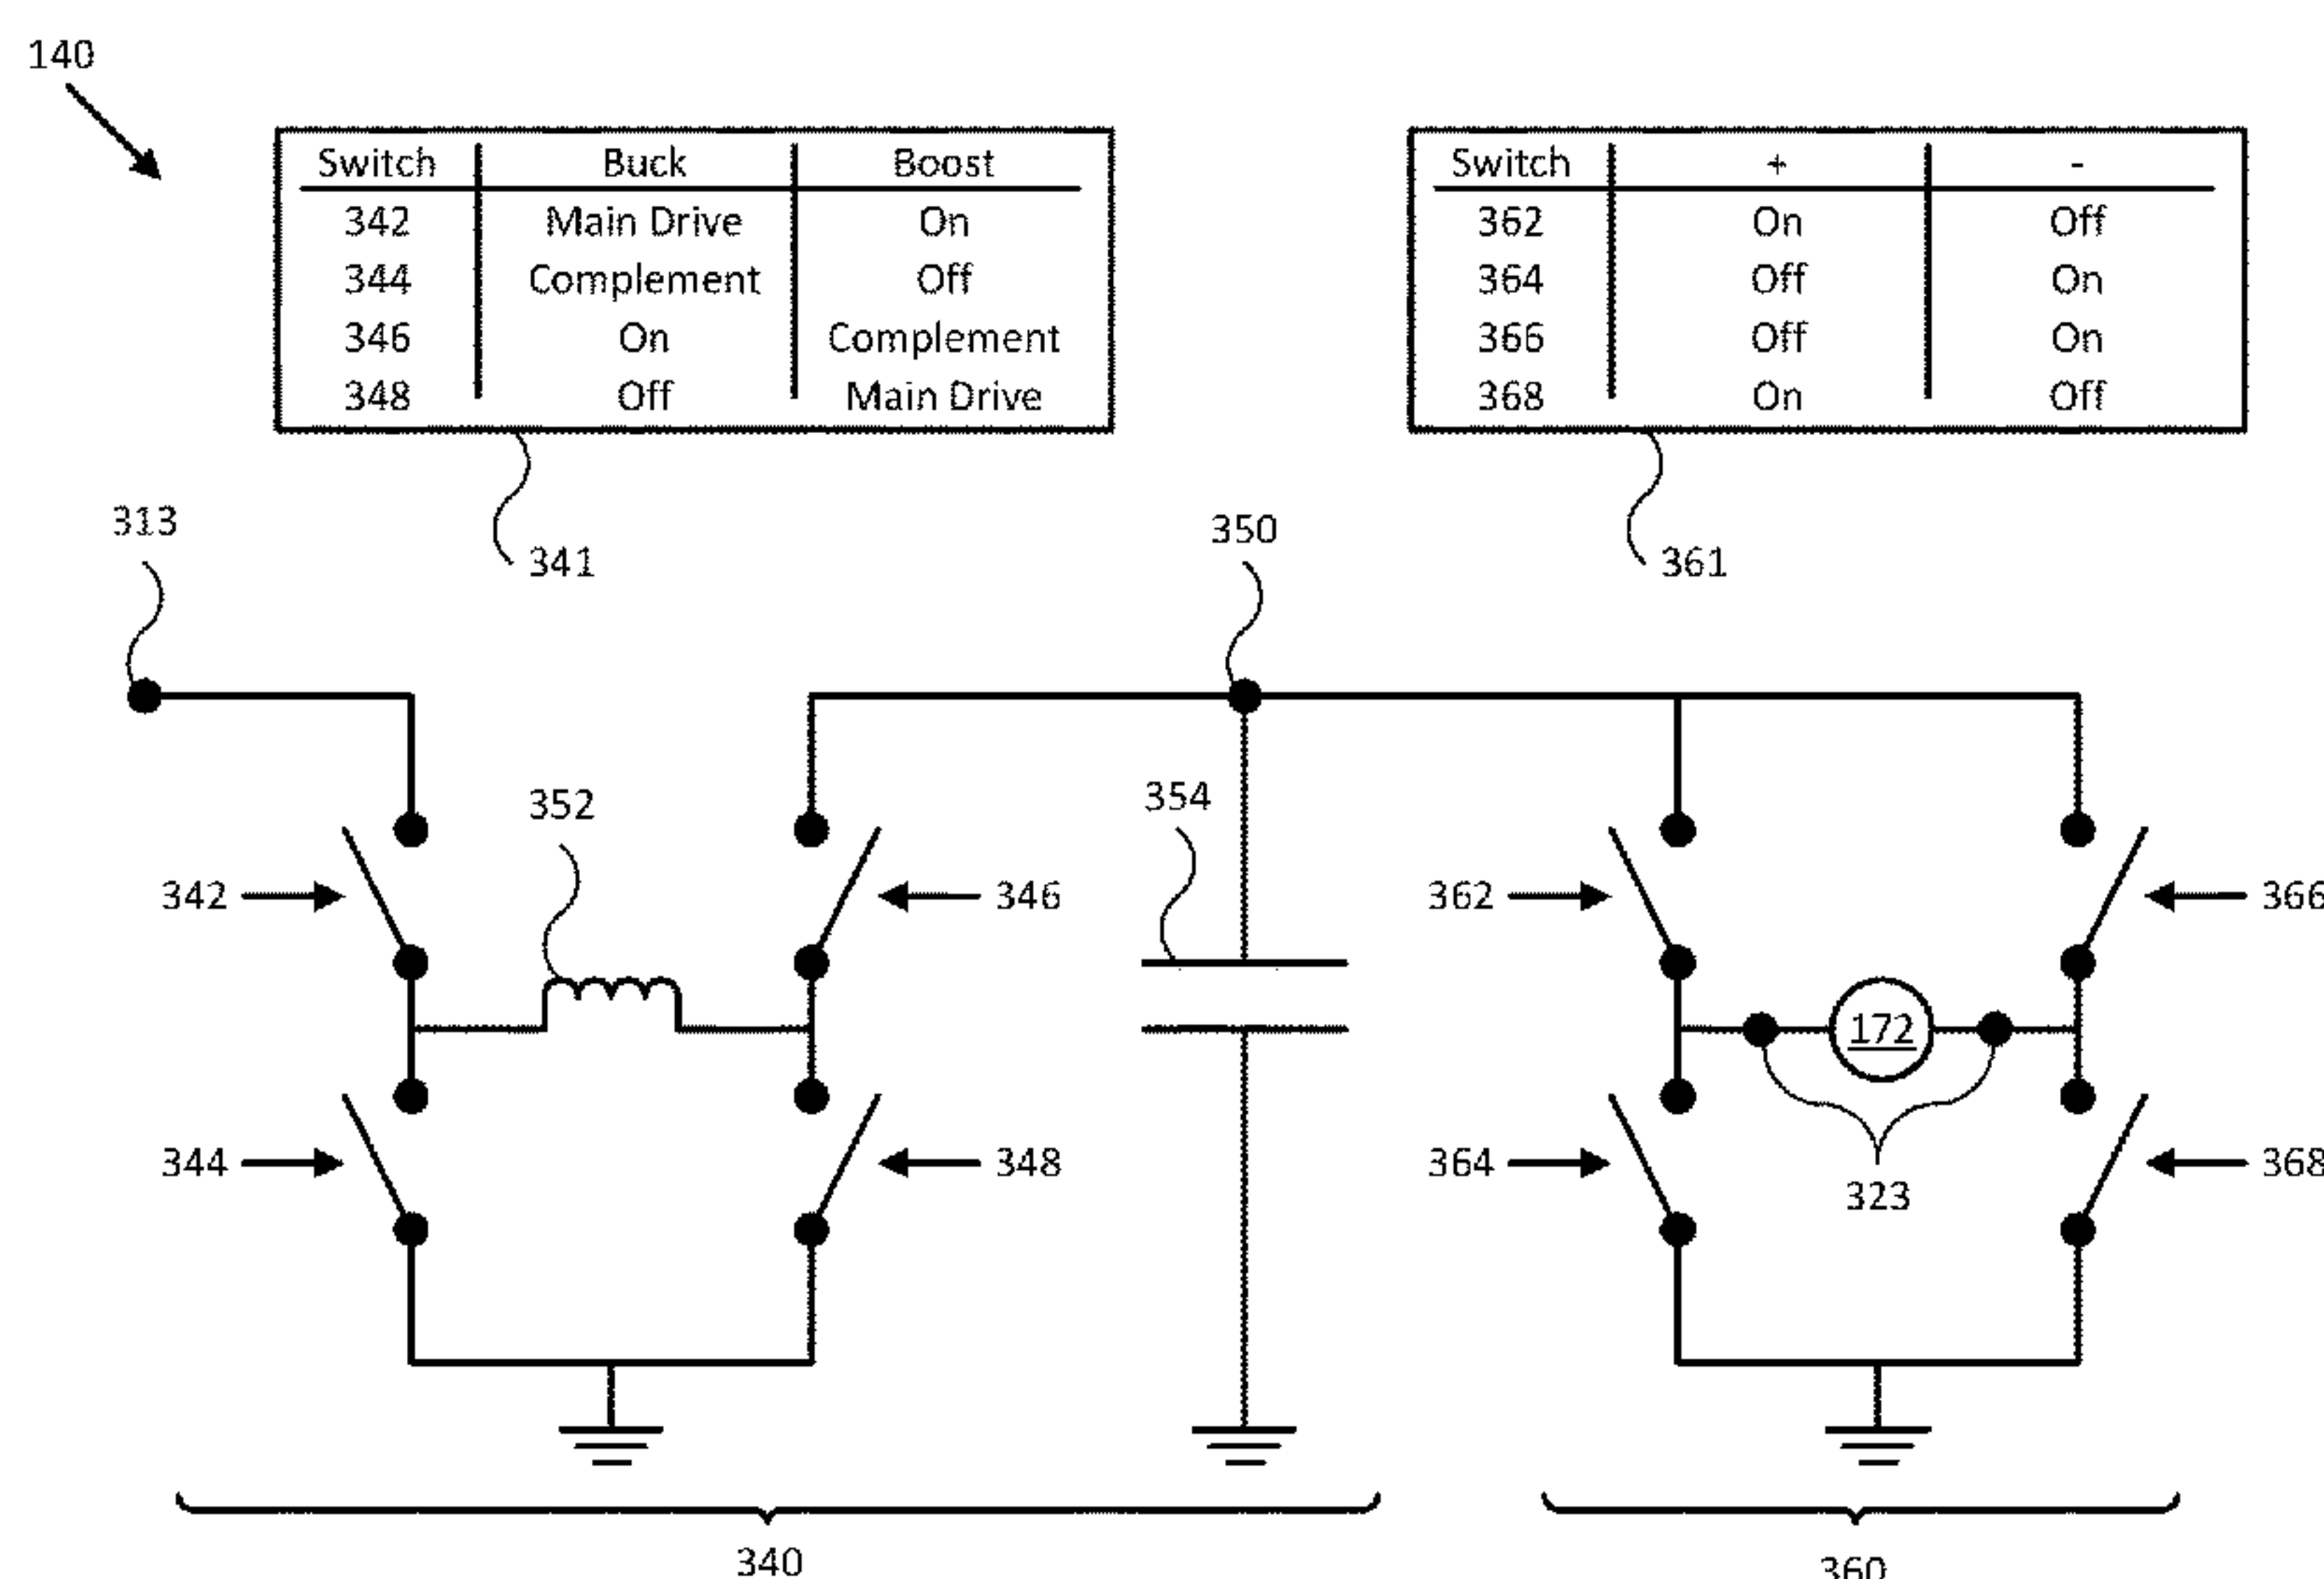 140
Switch Buck Boost
342 Main Drive On
344 Complement Off
346 On Complement
348 Off Main Drive
341
Switch + -
362 On Off
364 Off On
366 Off On
368 On Off
361
313
350
352
354
342
346
362
366
172
344
348
364
368
323
340
360